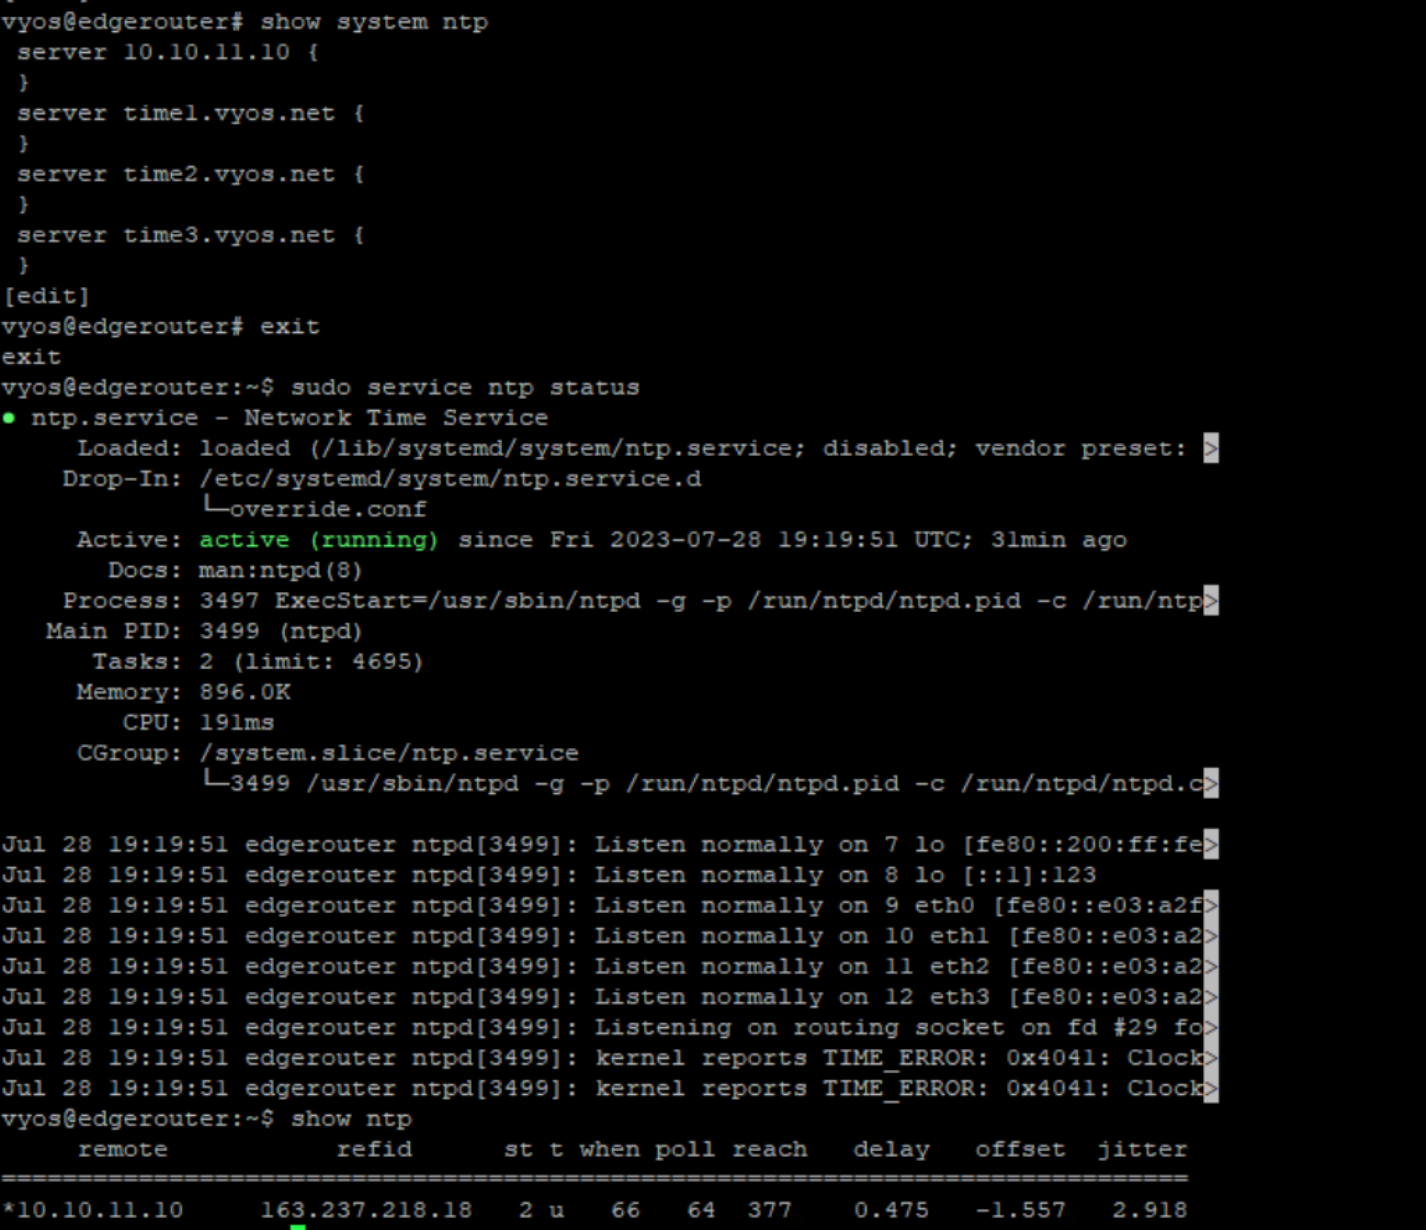 vyos@edgerouter# show system ntp
 server 10.10.11.10 {
 }
 server time1.vyos.net {
 }
 server time2.vyos.net {
 }
 server time3.vyos.net {
 }
[edit]
vyos@edgerouter# exit
exit
vyos@edgerouter:~$ sudo service ntp status
● ntp.service - Network Time Service
     Loaded: loaded (/lib/systemd/system/ntp.service; disabled; vendor preset: >
    Drop-In: /etc/systemd/system/ntp.service.d
             └─override.conf
     Active: active (running) since Fri 2023-07-28 19:19:51 UTC; 31min ago
       Docs: man:ntpd(8)
    Process: 3497 ExecStart=/usr/sbin/ntpd -g -p /run/ntpd/ntpd.pid -c /run/ntp>
   Main PID: 3499 (ntpd)
      Tasks: 2 (limit: 4695)
     Memory: 896.0K
        CPU: 191ms
     CGroup: /system.slice/ntp.service
             └─3499 /usr/sbin/ntpd -g -p /run/ntpd/ntpd.pid -c /run/ntpd/ntpd.c>

Jul 28 19:19:51 edgerouter ntpd[3499]: Listen normally on 7 lo [fe80::200:ff:fe>
Jul 28 19:19:51 edgerouter ntpd[3499]: Listen normally on 8 lo [::1]:123
Jul 28 19:19:51 edgerouter ntpd[3499]: Listen normally on 9 eth0 [fe80::e03:a2f>
Jul 28 19:19:51 edgerouter ntpd[3499]: Listen normally on 10 eth1 [fe80::e03:a2>
Jul 28 19:19:51 edgerouter ntpd[3499]: Listen normally on 11 eth2 [fe80::e03:a2>
Jul 28 19:19:51 edgerouter ntpd[3499]: Listen normally on 12 eth3 [fe80::e03:a2>
Jul 28 19:19:51 edgerouter ntpd[3499]: Listening on routing socket on fd #29 fo>
Jul 28 19:19:51 edgerouter ntpd[3499]: kernel reports TIME_ERROR: 0x4041: Clock>
Jul 28 19:19:51 edgerouter ntpd[3499]: kernel reports TIME_ERROR: 0x4041: Clock>
vyos@edgerouter:~$ show ntp
     remote           refid      st t when poll reach   delay   offset  jitter
==============================================================================
*10.10.11.10     163.237.218.18   2 u   66   64  377    0.475   -1.557   2.918